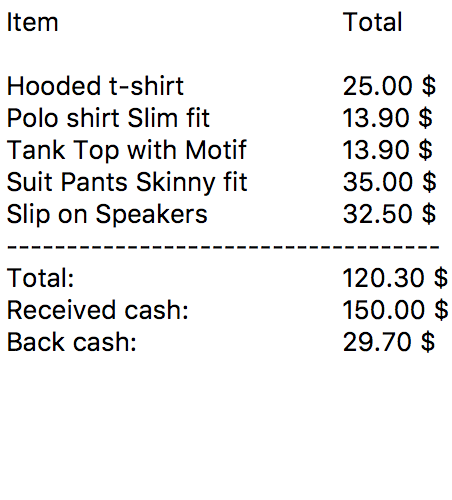 Item Total
Hooded t-shirt 25.00 $
Polo shirt Slim fit 13.90 $
Tank Top with Motif 13.90 $
Suit Pants Skinny fit 35.00 $
Slip on Speakers 32.50 $
------------------------------------
Total: 120.30 $
Received cash: 150.00 $
Back cash: 29.70 $